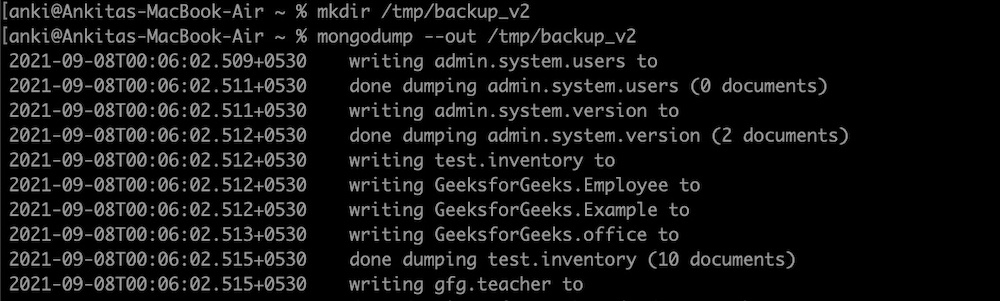 [anki@Ankitas-MacBook-Air ~ % mkdir /tmp/backup_v2
[anki@Ankitas-MacBook-Air ~ % mongodump --out /tmp/backup_v2
2021-09-08T00:06:02.509+0530 writing admin.system.users to
2021-09-08T00:06:02.511+0530 done dumping admin.system.users (0 documents)
2021-09-08T00:06:02.511+0530 writing admin.system.version to
2021-09-08T00:06:02.512+0530 done dumping admin.system.version (2 documents)
2021-09-08T00:06:02.512+0530 writing test.inventory to
2021-09-08T00:06:02.512+0530 writing GeeksforGeeks.Employee to
2021-09-08T00:06:02.512+0530 writing GeeksforGeeks.Example to
2021-09-08T00:06:02.513+0530 writing GeeksforGeeks.office to
2021-09-08T00:06:02.515+0530 done dumping test.inventory (10 documents)
2021-09-08T00:06:02.515+0530 writing gfg.teacher to